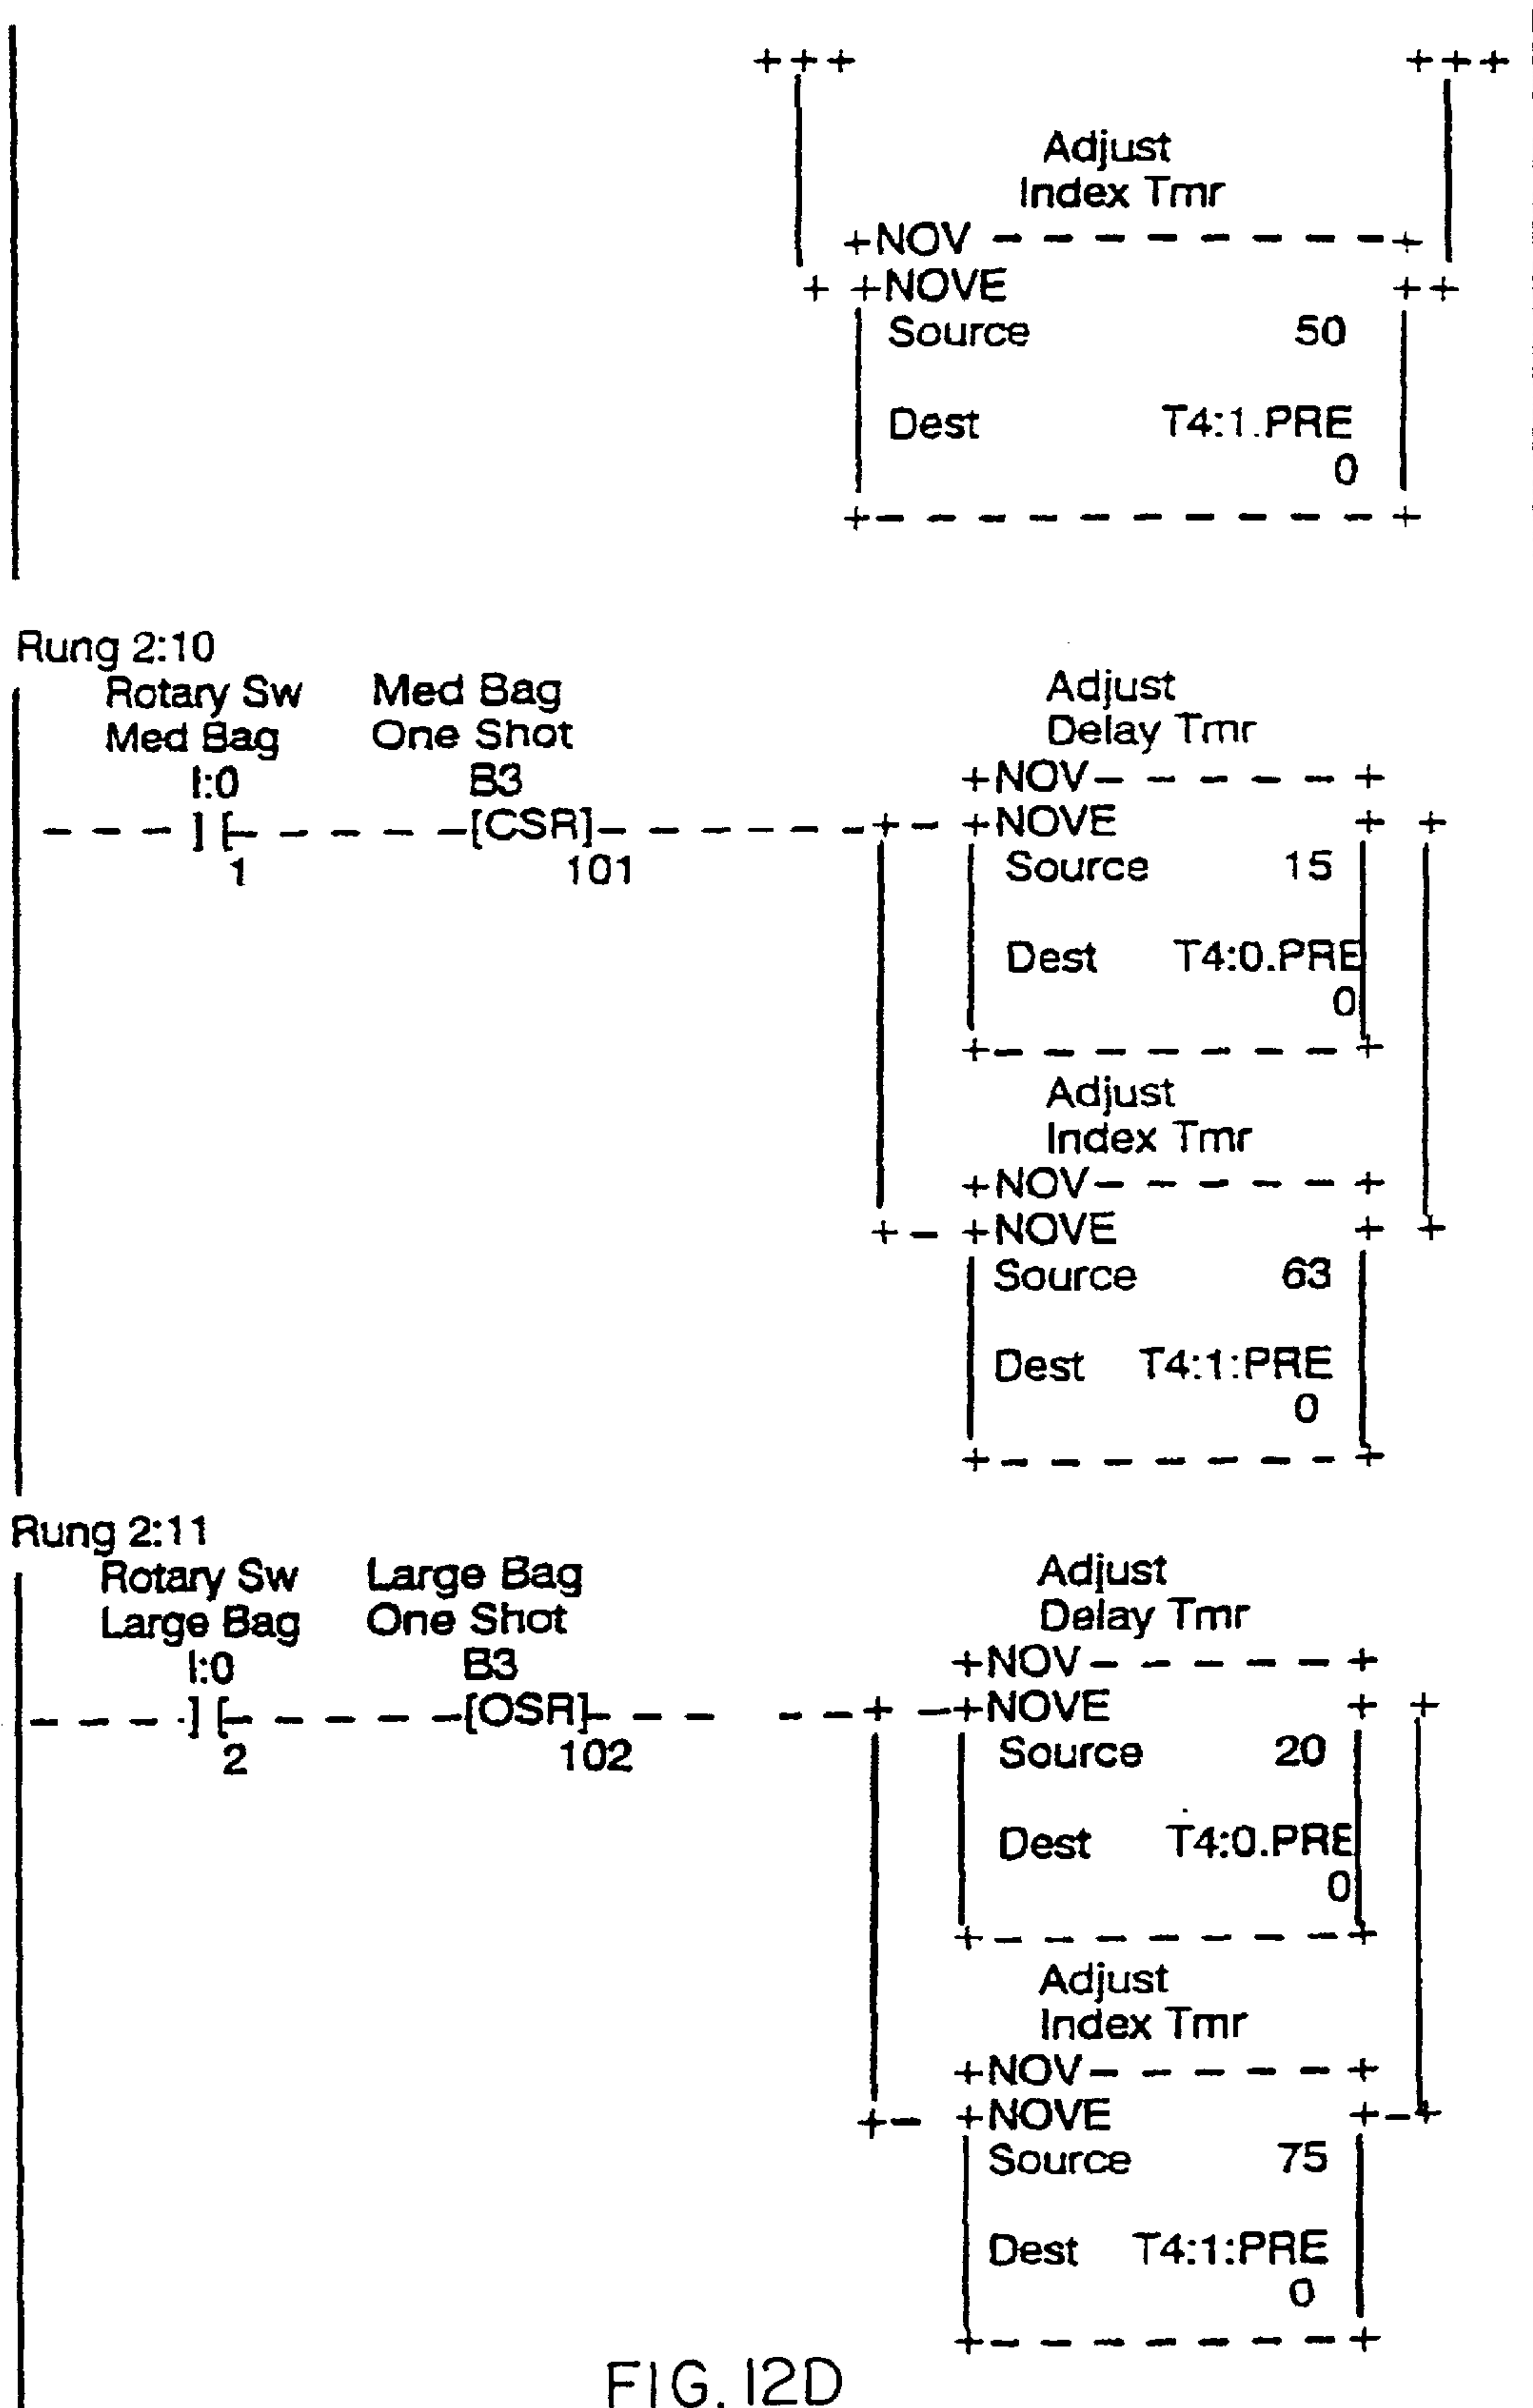 +++ +++
Adjust
Index Tmr
+NOV - - - - - - - - +
+ +NOVE ++
Source 50
Dest T4:1.PRE
0
+- - - - - - - - - - +
Rung 2:10
Rotary Sw Med Bag Adjust
Med Bag One Shot Delay Tmr
I:0 B3 +NOV- - - - - +
- - - ] [- - - - -[CSR]- - - - - -+- +NOVE + +
1 101 Source 15
Dest T4:0.PRE
0
+- - - - - - - +
Adjust
Index Tmr
+NOV- - - - - +
+- +NOVE + +
Source 63
Dest T4:1:PRE
0
+- - - - - - - +
Rung 2:11
Rotary Sw Large Bag Adjust
Large Bag One Shot Delay Tmr
I:0 B3 +NOV- - - - - +
- - - -] [- - - - -[OSR]- - - - - -+ -+NOVE + +
2 102 Source 20
Dest T4:0.PRE
0
+- - - - - - - +
Adjust
Index Tmr
+NOV- - - - - +
+- +NOVE +-+
Source 75
Dest T4:1:PRE
0
+- - - - - - - +
FIG. 12D